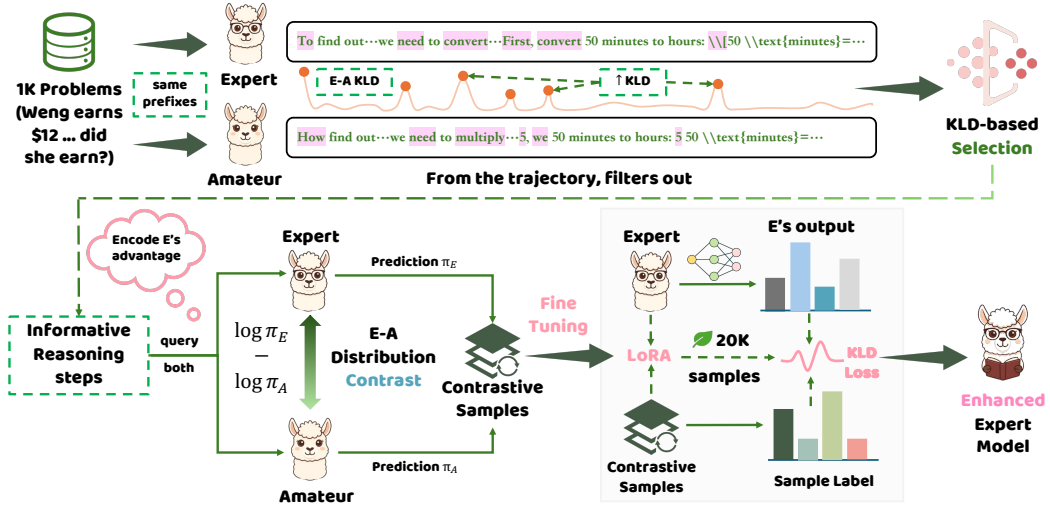 1K Problems
(Weng earns
$12 ... did
she earn?)
same
prefixes
Expert
Amateur
To find out⋯we need to convert⋯First, convert 50 minutes to hours: \\[50 \\text{minutes}=⋯
E-A KLD
↑ KLD
How find out⋯we need to multiply⋯5, we 50 minutes to hours: 5 50 \\text{minutes}=⋯
From the trajectory, filters out
KLD-based
Selection
Encode E's
advantage
Informative
Reasoning
steps
query
both
Expert
log π_E
−
log π_A
Amateur
Prediction π_E
E-A
Distribution
Contrast
Prediction π_A
Contrastive
Samples
Fine
Tuning
Expert
E's output
LoRA
20K
samples
KLD
Loss
Contrastive
Samples
Sample Label
Enhanced
Expert
Model